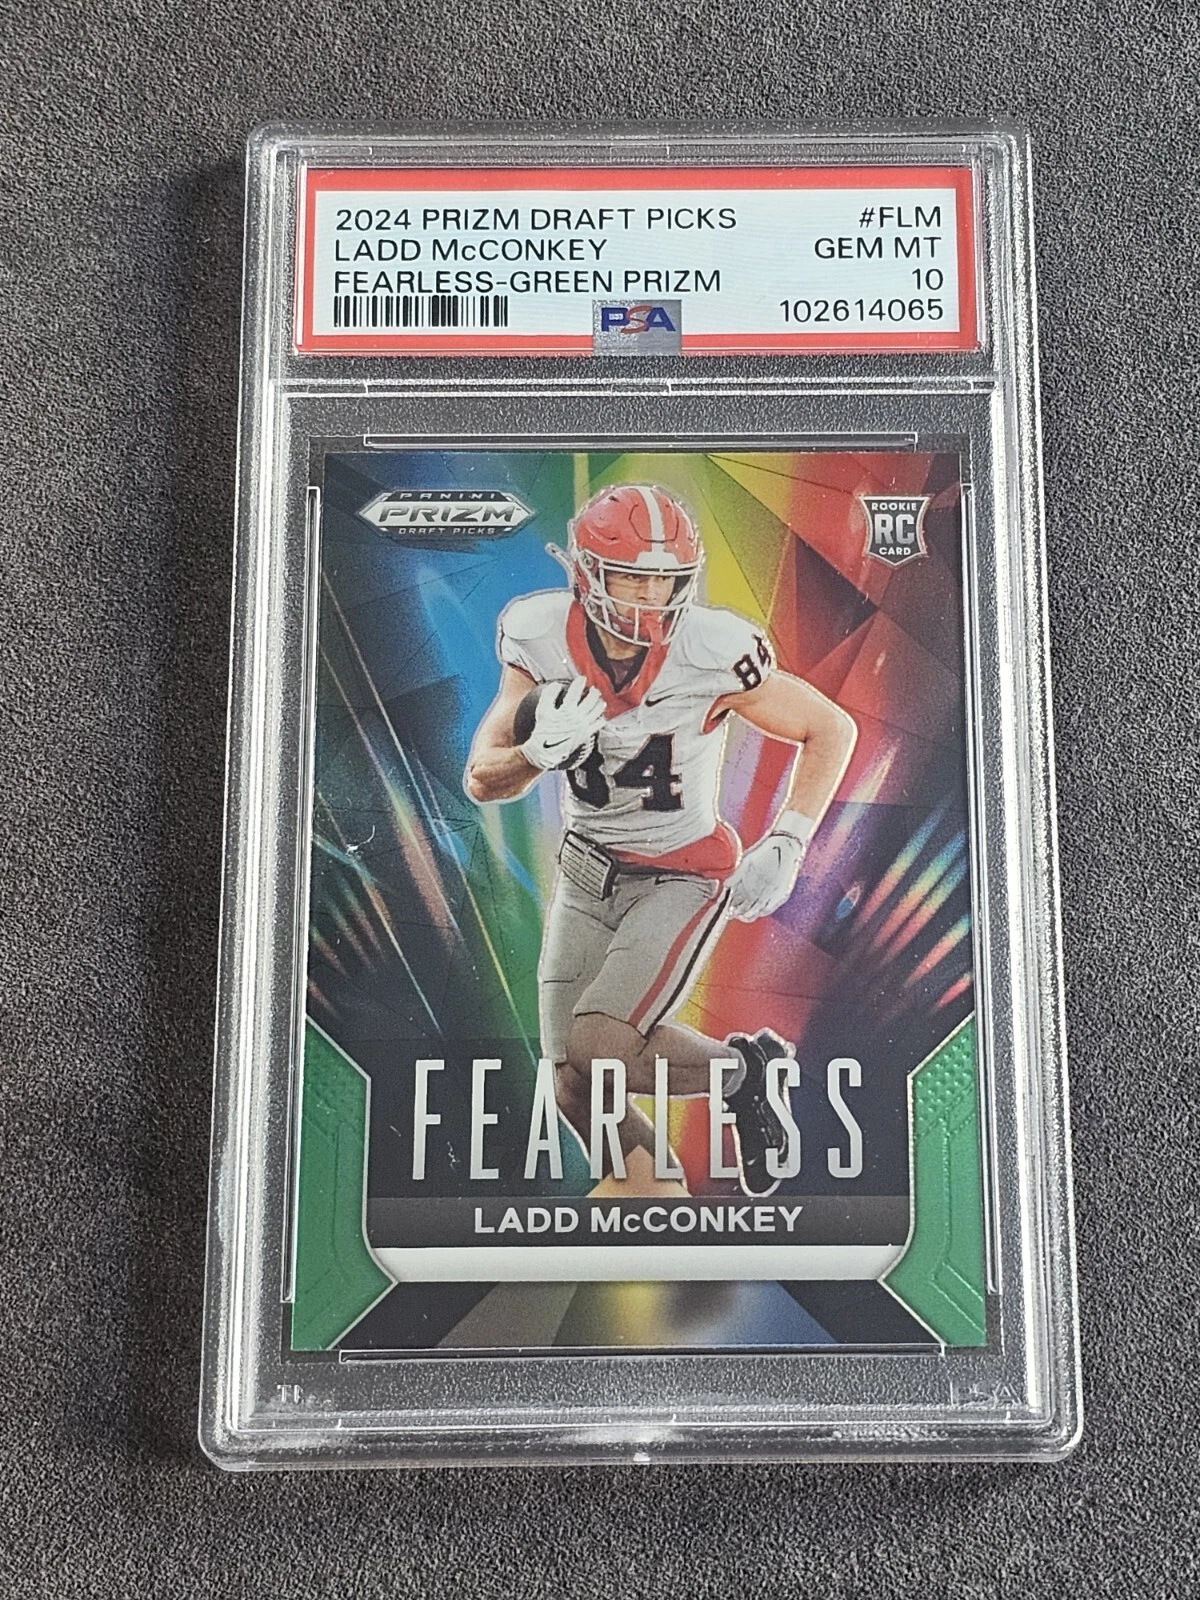 2024 PRIZM DRAFT PICKS #FLM
LADD McCONKEY GEM MT
FEARLESS-GREEN PRIZM 10
PSA 102614065
PANINI
PRIZM
DRAFT PICKS
ROOKIE
RC
CARD
84
84
FEARLESS
LADD McCONKEY